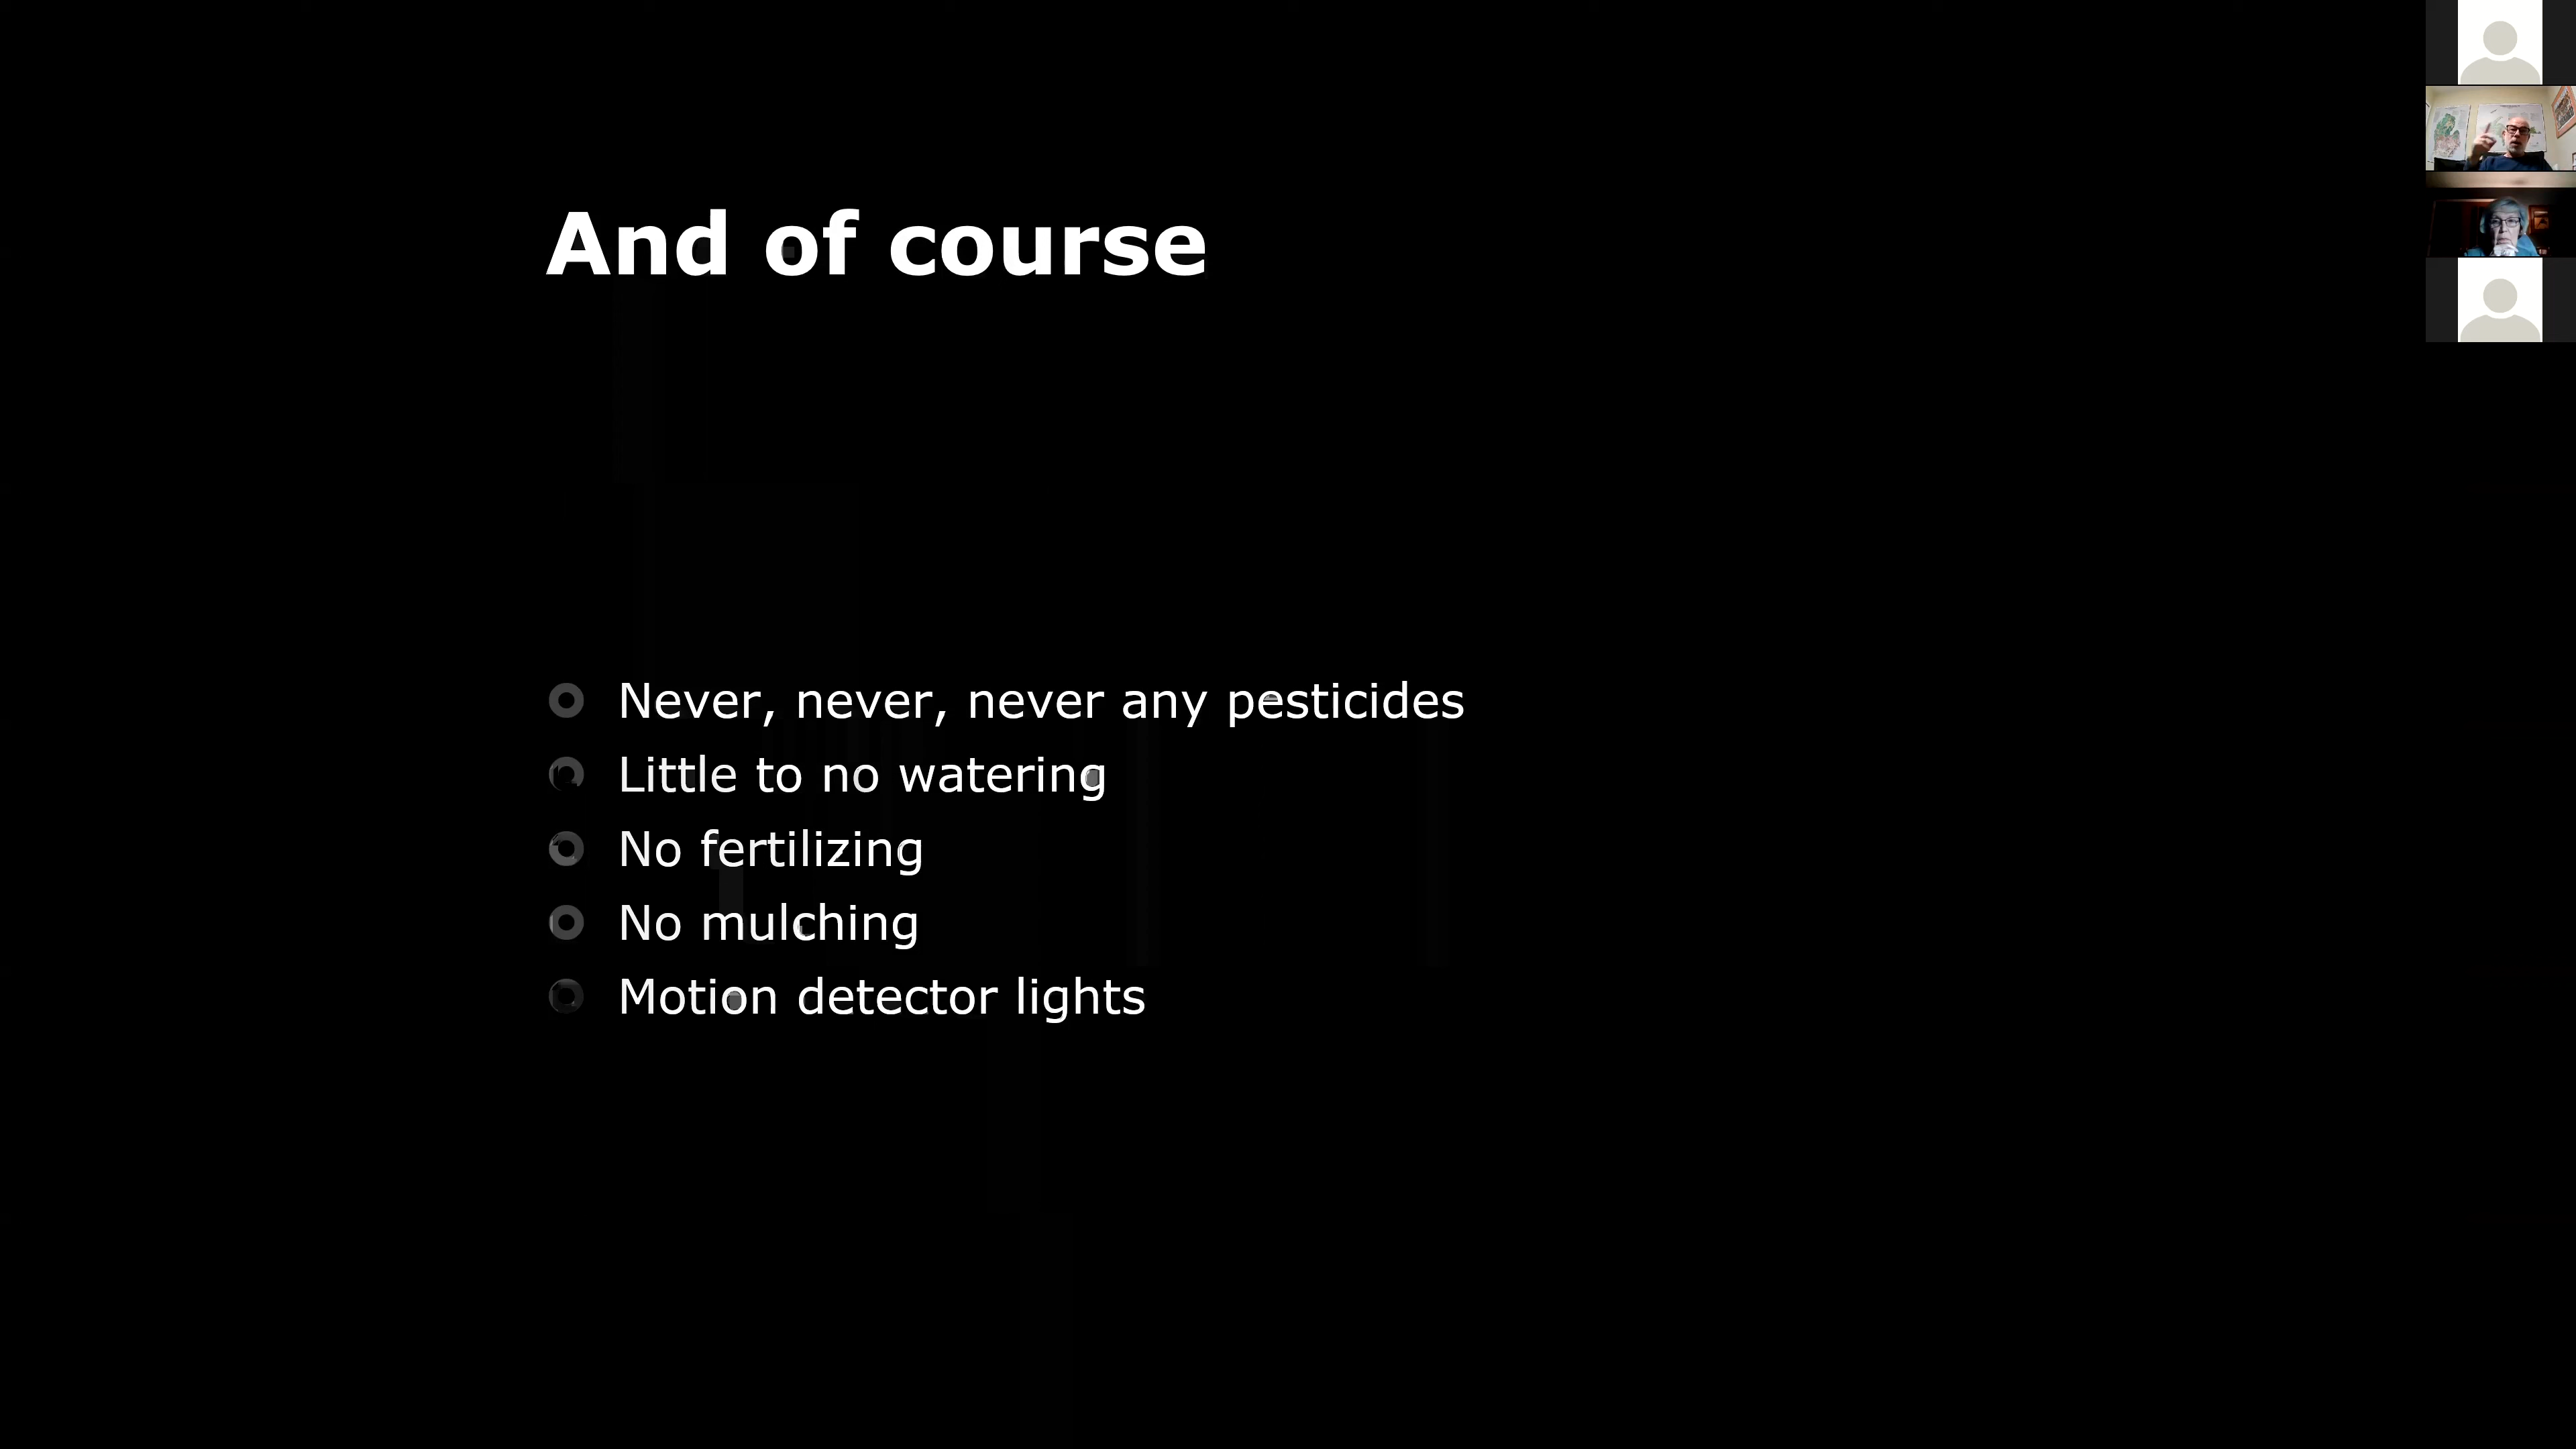 And of course
Never, never, never any pesticides
Little to no watering
No fertilizing
No mulching
Motion detector lights